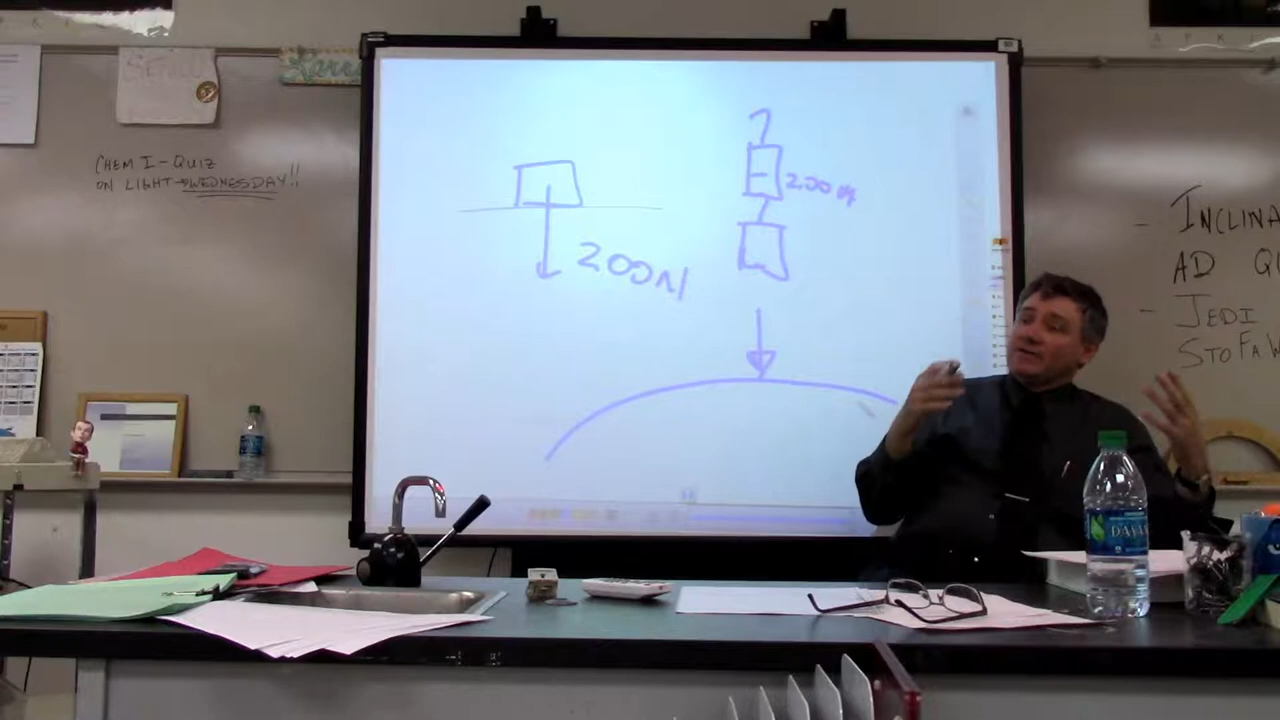 CHEM I-QUIZ
ON LIGHT→WEDNESDAY!!
200N
200N
- INCLINA
AD QU
- JEDI
STOFAW
DASANI